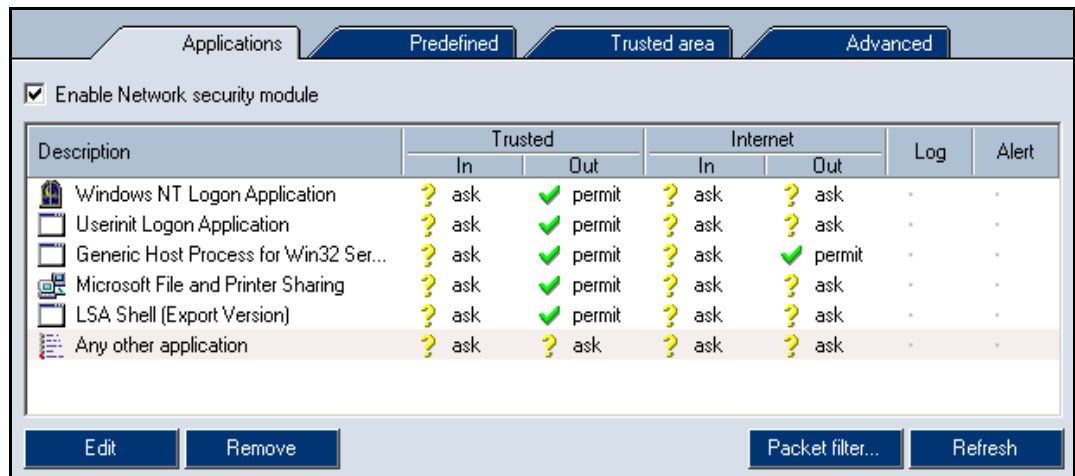 Applications Predefined Trusted area Advanced
Enable Network security module
Description Trusted Internet Log Alert
In Out In Out
Windows NT Logon Application ask permit ask ask
Userinit Logon Application ask permit ask ask
Generic Host Process for Win32 Ser... ask permit ask permit
Microsoft File and Printer Sharing ask permit ask ask
LSA Shell (Export Version) ask permit ask ask
Any other application ask ask ask ask
Edit Remove Packet filter... Refresh